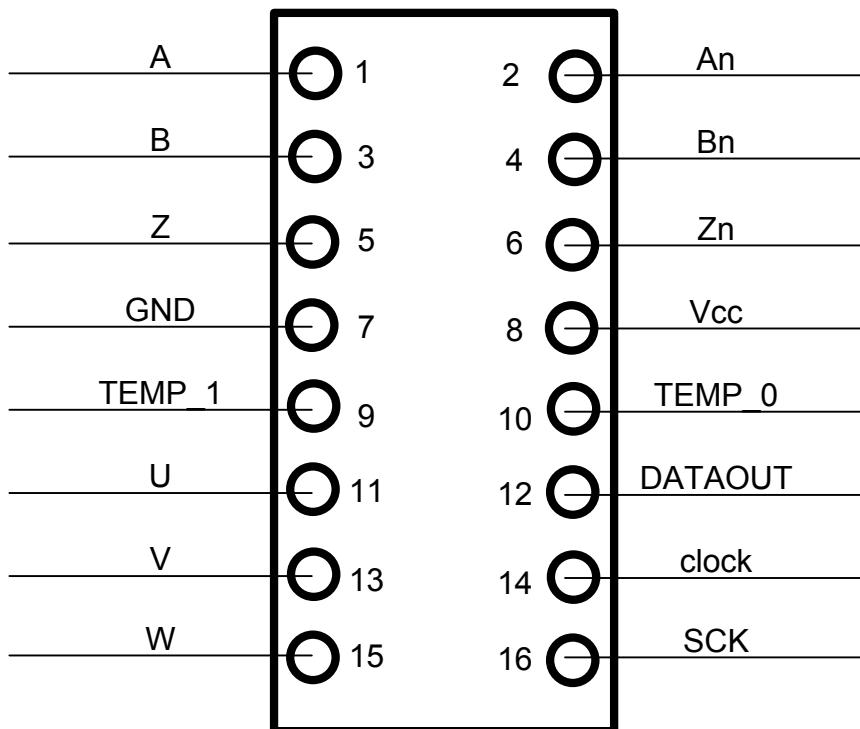 A 1 2 An
B 3 4 Bn
Z 5 6 Zn
GND 7 8 Vcc
TEMP_1 9 10 TEMP_0
U 11 12 DATAOUT
V 13 14 clock
W 15 16 SCK